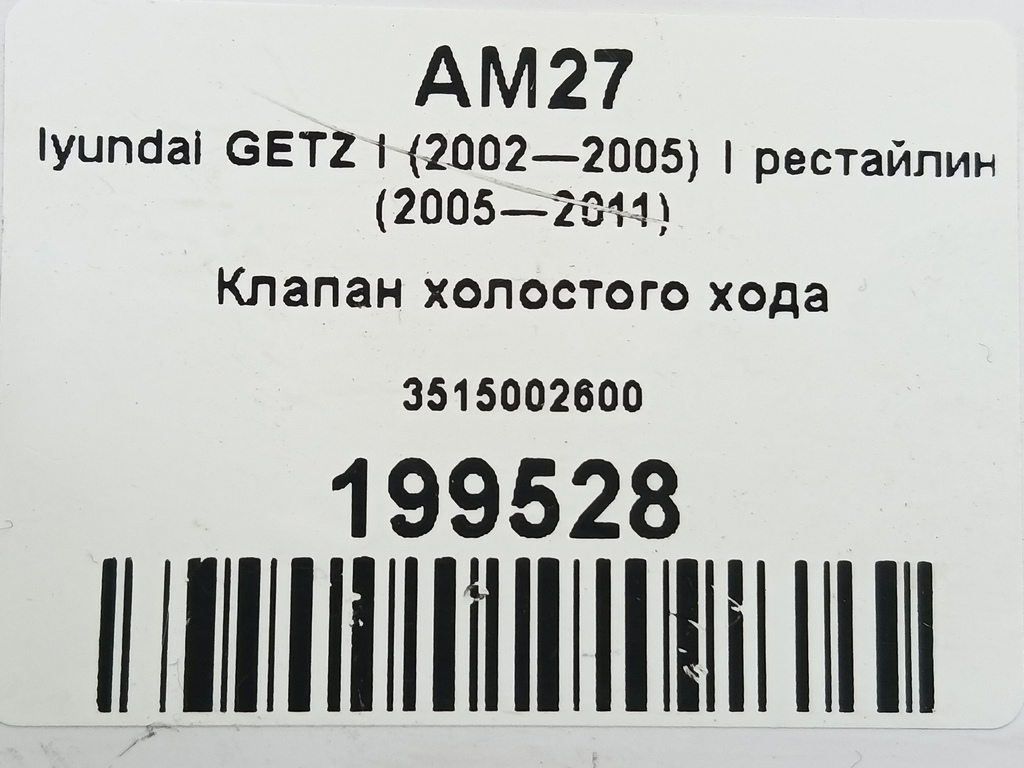 AM27
lyundai GETZ I (2002—2005) I рестайлин
(2005—2011)
Клапан холостого хода
3515002600
199528